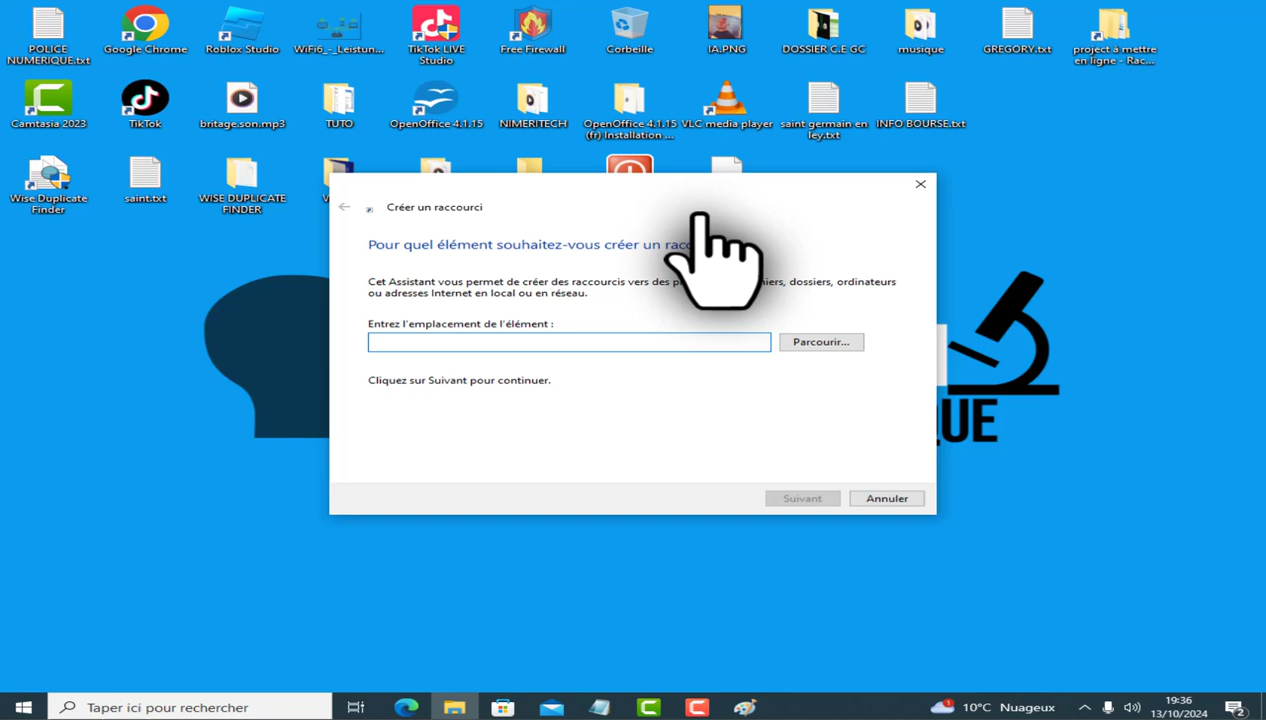 POLICE
NUMERIQUE.txt
Google Chrome
Roblox Studio
WiFi6_-_Leistun...
TikTok LIVE
Studio
Free Firewall
Corbeille
IA.PNG
DOSSIER C.E GC
musique
GREGORY.txt
project à mettre
en ligne - Rac...
Camtasia 2023
TikTok
britage.son.mp3
TUTO
OpenOffice 4.1.15
NIMERITECH
OpenOffice 4.1.15
(fr) Installation ...
VLC media player
saint germain en
ley.txt
INFO BOURSE.txt
Wise Duplicate
Finder
saint.txt
WISE DUPLICATE
FINDER
Créer un raccourci
Pour quel élément souhaitez-vous créer un
Cet Assistant vous permet de créer des raccourcis vers des dossiers, ordinateurs
ou adresses Internet en local ou en réseau.
Entrez l'emplacement de l'élément :
Parcourir...
Cliquez sur Suivant pour continuer.
QUE
Suivant
Annuler
Taper ici pour rechercher
1
10°C Nuageux
19:36
13/10/2024
2